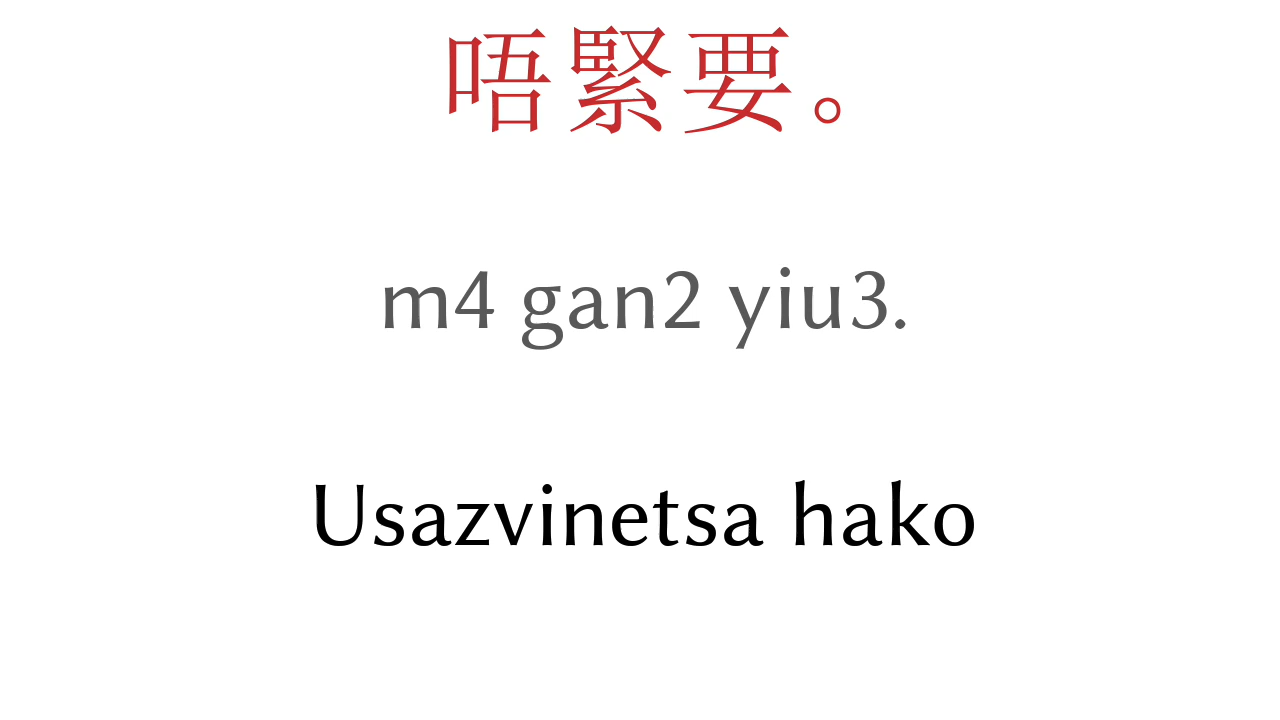 唔緊要。
m4 gan2 yiu3.
Usazvinetsa hako